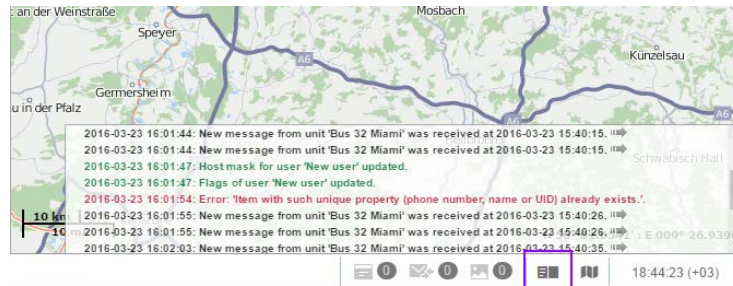 t an der Weinstraße
Mosbach
Speyer
A6
Künzelsau
Germersheim
u in der Pfalz
A6
A6
2016-03-23 16:01:44: New message from unit 'Bus 32 Miami' was received at 2016-03-23 15:40:15.
Heilbronn
2016-03-23 16:01:44: New message from unit 'Bus 32 Miami' was received at 2016-03-23 15:40:15.
2016-03-23 16:01:47: Host mask for user 'New user' updated.
Schwäbisch Hall
2016-03-23 16:01:47: Flags of user 'New user' updated.
2016-03-23 16:01:54: Error: 'Item with such unique property (phone number, name or UID) already exists.'.
10 km
2016-03-23 16:01:55: New message from unit 'Bus 32 Miami' was received at 2016-03-23 15:40:26.
10
2016-03-23 16:01:55: New message from unit 'Bus 32 Miami' was received at 2016-03-23 15:40:26.
: E 009° 26.939
2016-03-23 16:02:03: New message from unit 'Bus 32 Miami' was received at 2016-03-23 15:40:35.
0 0 0 18:44:23 (+03)